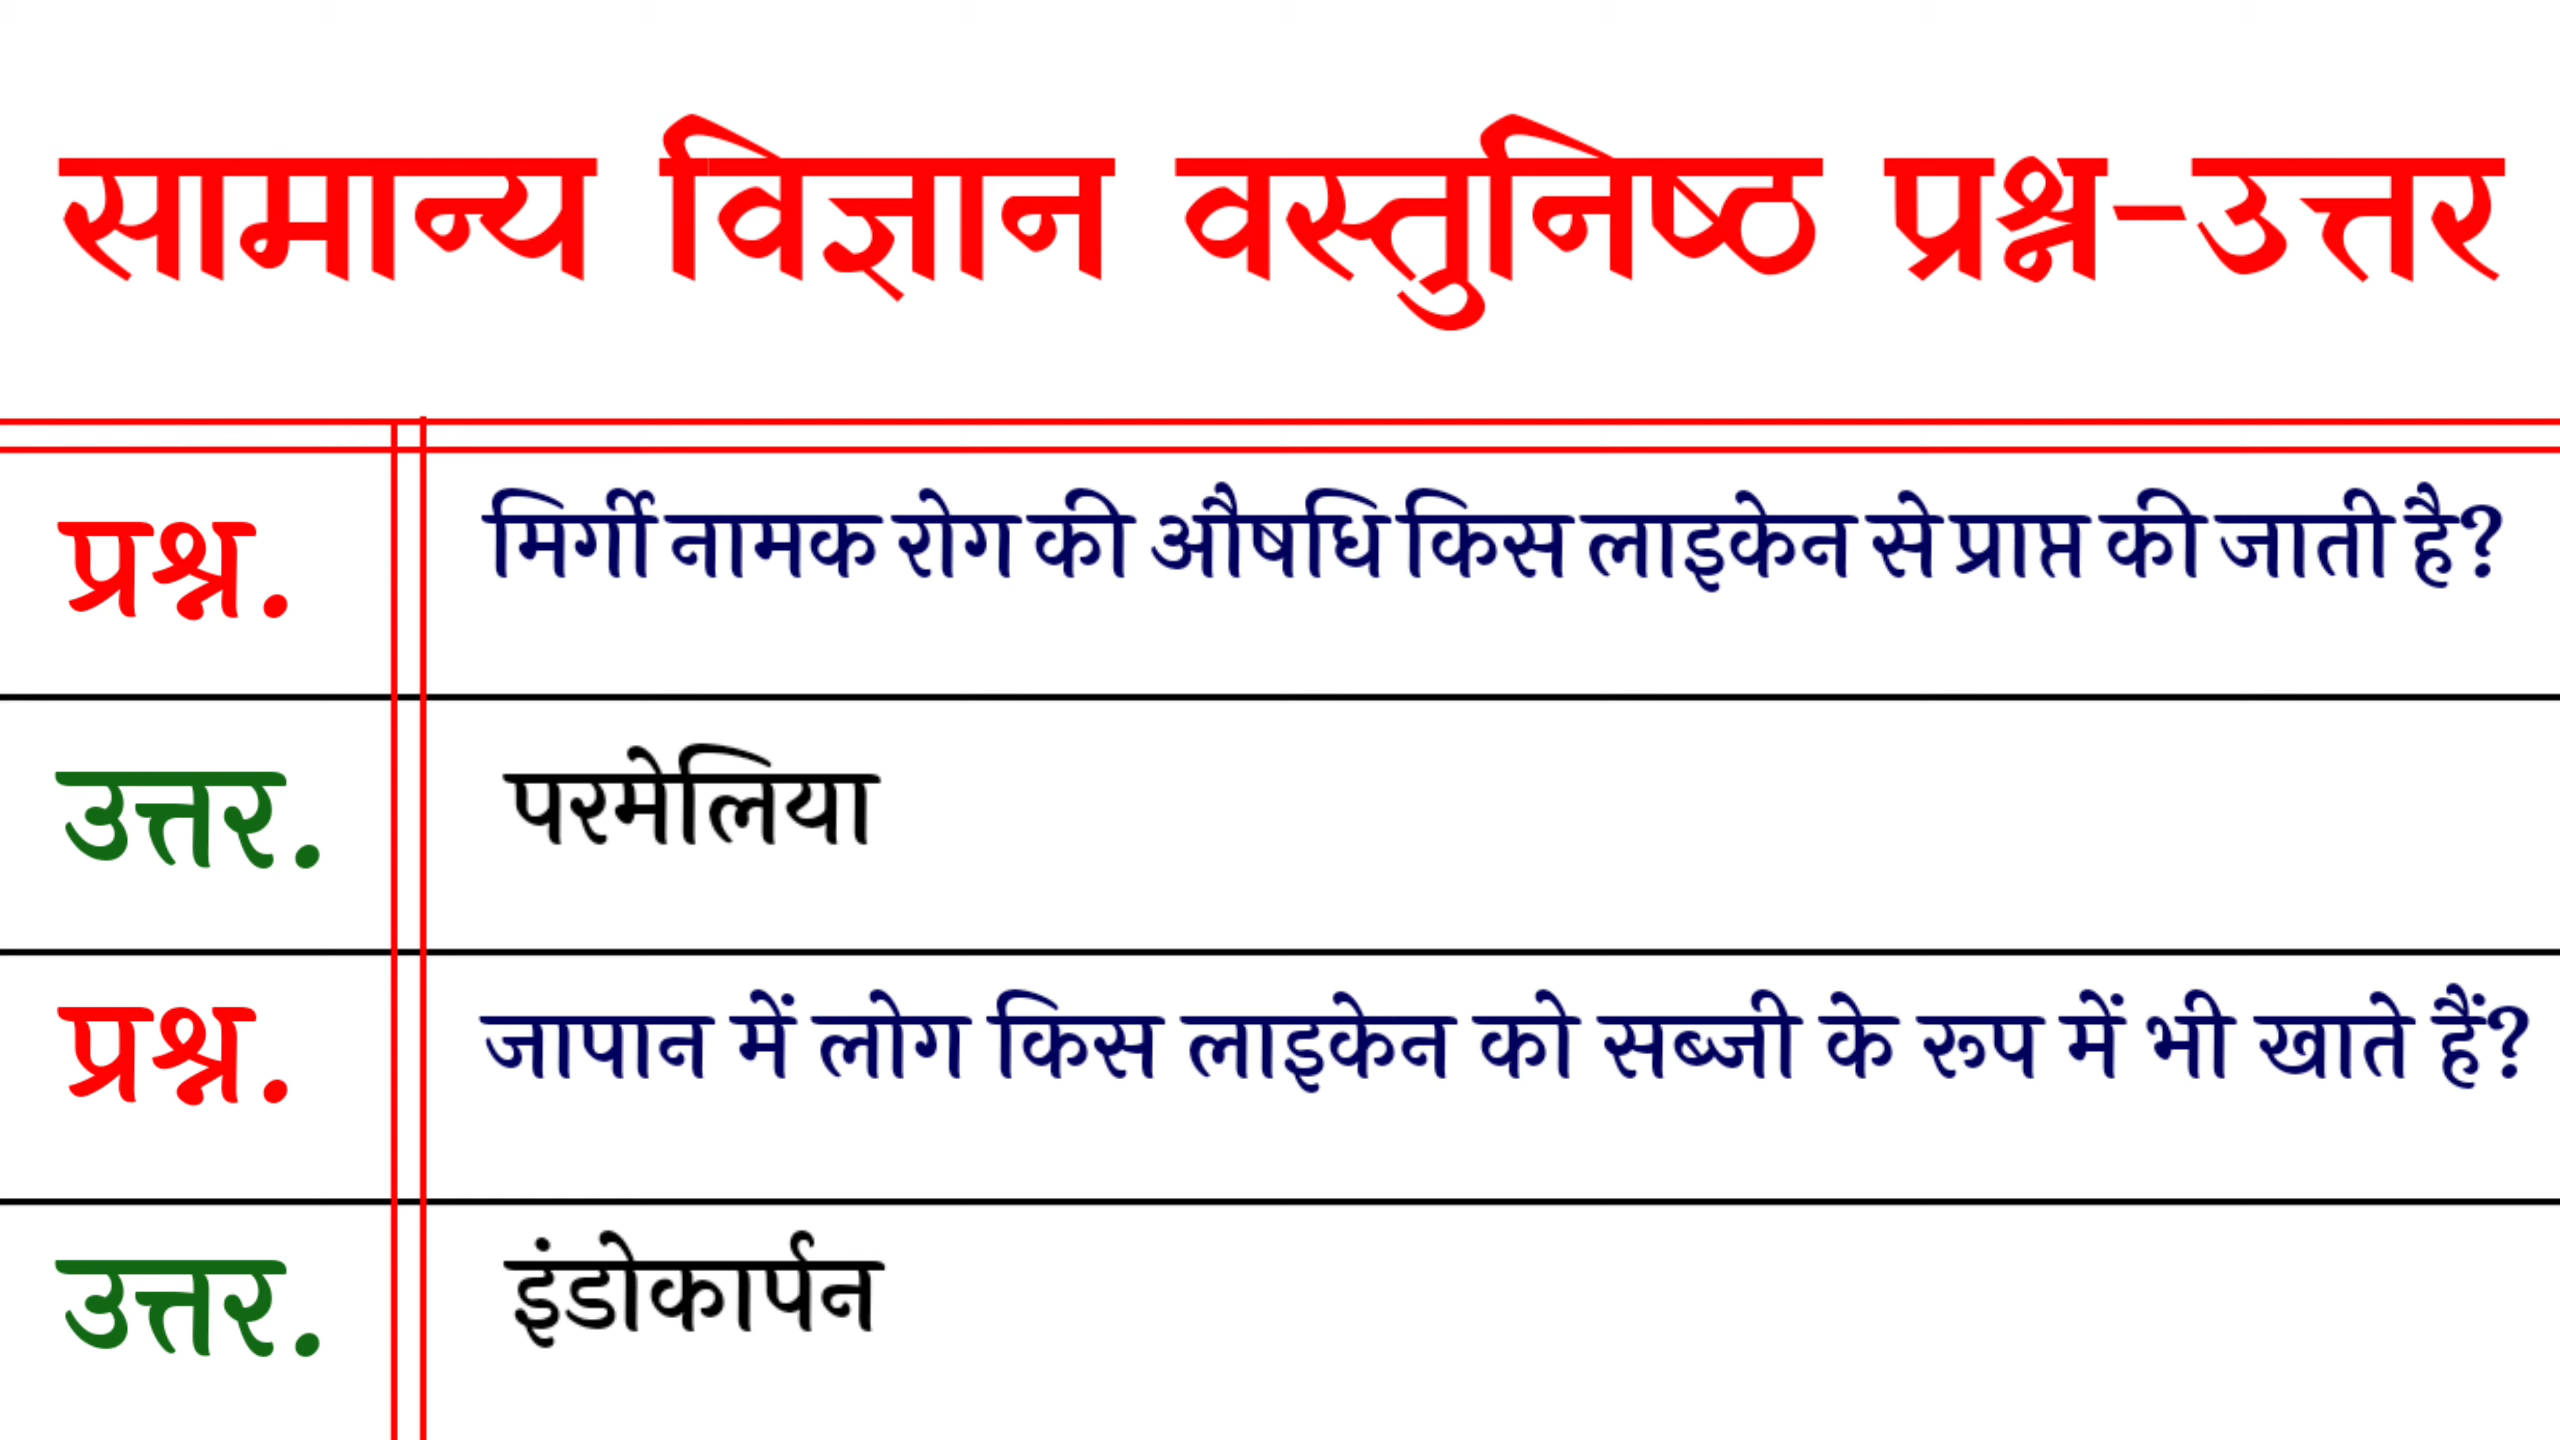 सामान्य विज्ञान वस्तुनिष्ठ प्रश्न-उत्तर
प्रश्न. मिर्गी नामक रोग की औषधि किस लाइकेन से प्राप्त की जाती है?
उत्तर. परमेलिया
प्रश्न. जापान में लोग किस लाइकेन को सब्जी के रूप में भी खाते हैं?
उत्तर. इंडोकार्पन